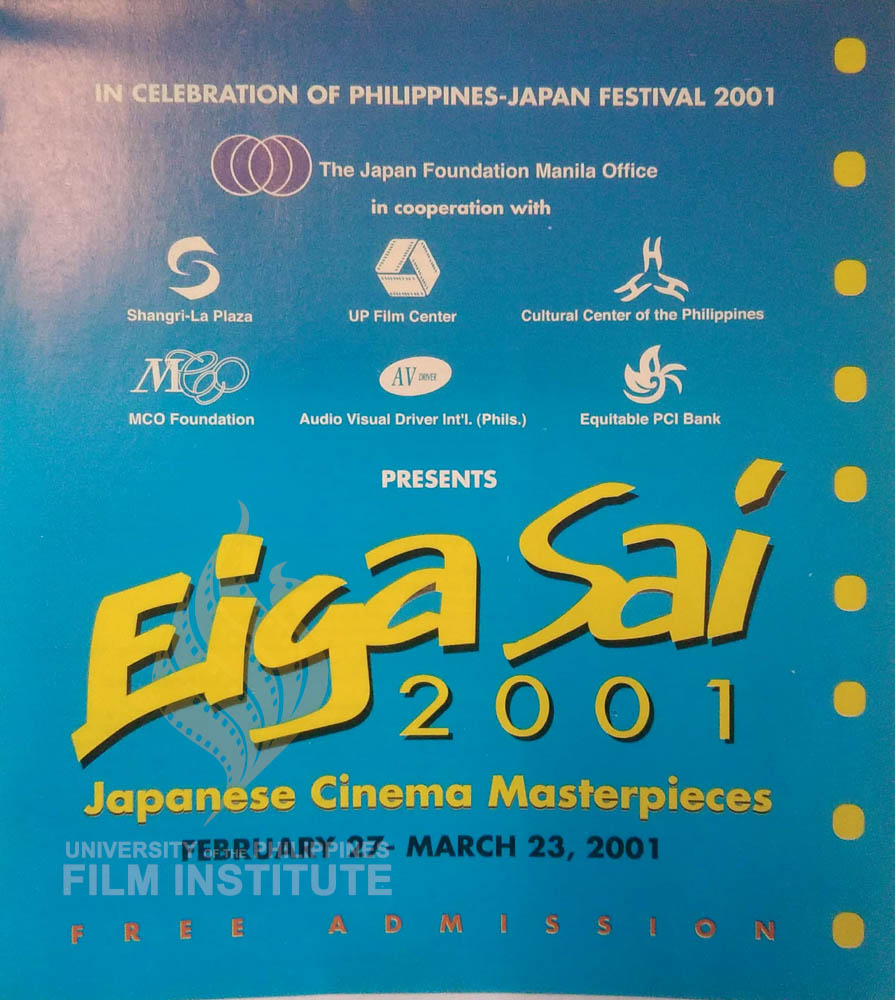 IN CELEBRATION OF PHILIPPINES-JAPAN FESTIVAL 2001
The Japan Foundation Manila Office
in cooperation with
Shangri-La Plaza
UP Film Center
Cultural Center of the Philippines
MCO
AV DRIVER
MCO Foundation
Audio Visual Driver Int'l. (Phils.)
Equitable PCI Bank
PRESENTS
Eiga Sai
2001
Japanese Cinema Masterpieces
FEBRUARY 27- MARCH 23, 2001
UNIVERSITY OF THE PHILIPPINES
FILM INSTITUTE
FREE ADMISSION